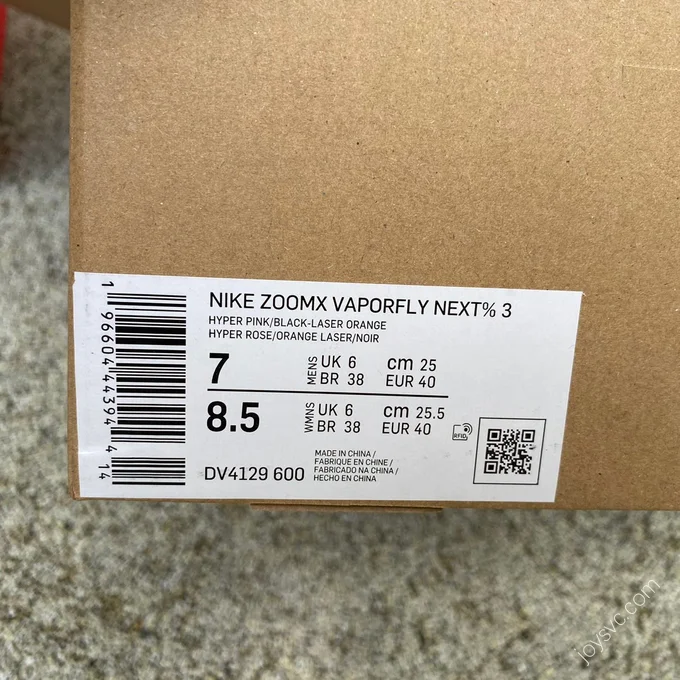 NIKE ZOOMX VAPORFLY NEXT% 3
HYPER PINK/BLACK-LASER ORANGE
HYPER ROSE/ORANGE LASER/NOIR
7 MENS UK 6 cm 25
BR 38 EUR 40
8.5 WMNS UK 6 cm 25.5
BR 38 EUR 40
RFID
DV4129 600
MADE IN CHINA /
FABRIQUE EN CHINE /
FABRICADO NA CHINA /
HECHO EN CHINA
1 96604 44394 4 14
joysvc.com